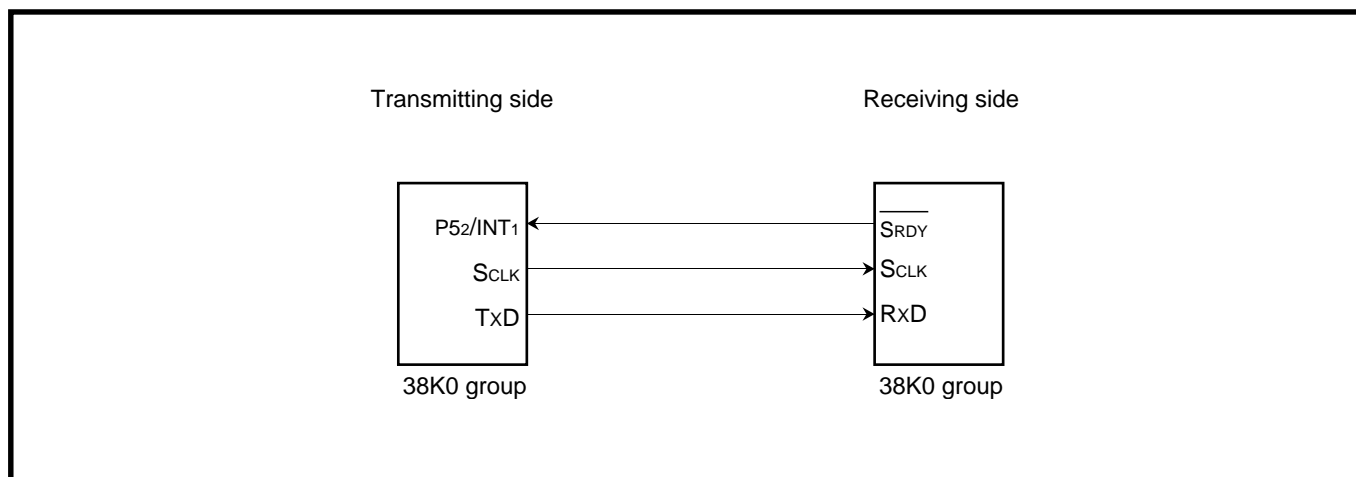 Transmitting side
Receiving side
P52/INT1
SCLK
TXD
SRDY
SCLK
RXD
38K0 group
38K0 group